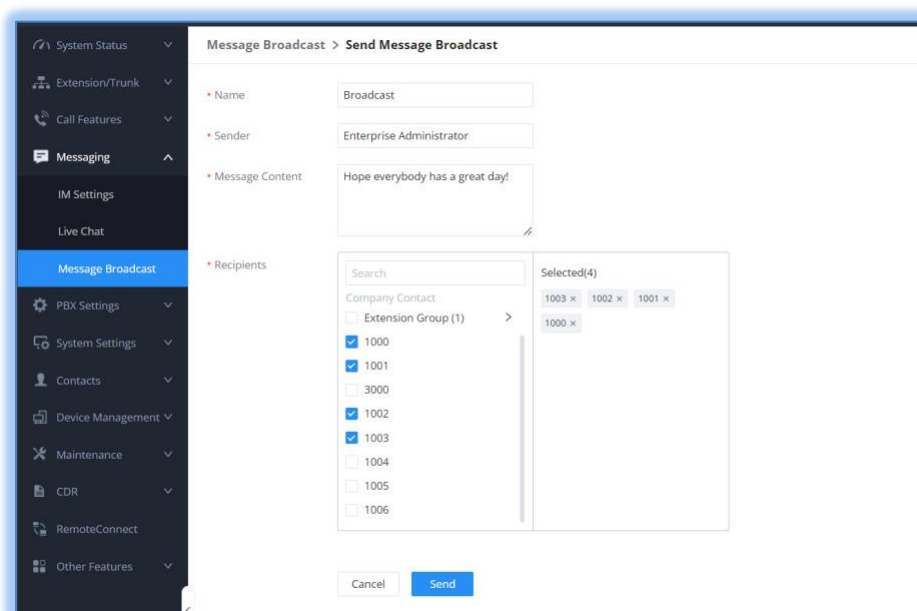 System Status
Extension/Trunk
Call Features
Messaging
IM Settings
Live Chat
Message Broadcast
PBX Settings
System Settings
Contacts
Device Management
Maintenance
CDR
RemoteConnect
Other Features
Message Broadcast > Send Message Broadcast
* Name
Broadcast
* Sender
Enterprise Administrator
* Message Content
Hope everybody has a great day!
* Recipients
Search
Company Contact
Extension Group (1) >
1000
1001
3000
1002
1003
1004
1005
1006
Selected(4)
1003 × 1002 × 1001 ×
1000 ×
Cancel Send